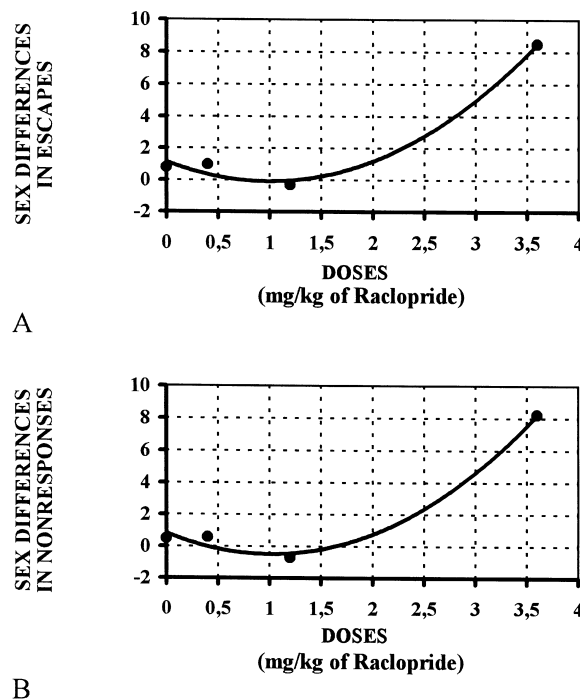 SEX DIFFERENCES
IN ESCAPES
10
8
6
4
2
0
-2
0 0,5 1 1,5 2 2,5 3 3,5 4
DOSES
(mg/kg of Raclopride)
A
SEX DIFFERENCES
IN NONRESPONSES
10
8
6
4
2
0
-2
0 0,5 1 1,5 2 2,5 3 3,5 4
DOSES
(mg/kg of Raclopride)
B